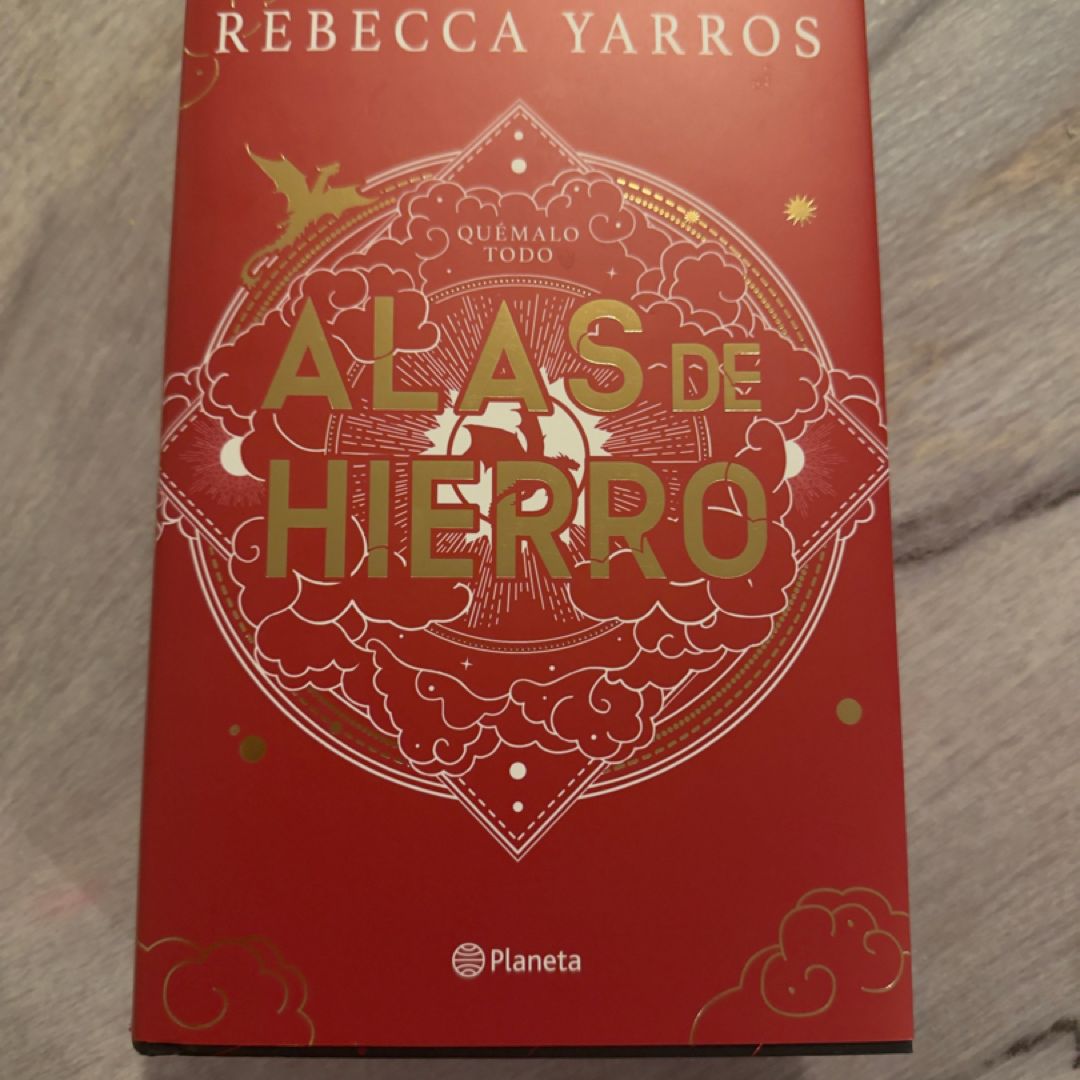 REBECCA YARROS
QUÉMALO
TODO
ALAS DE
HIERRO
Planeta